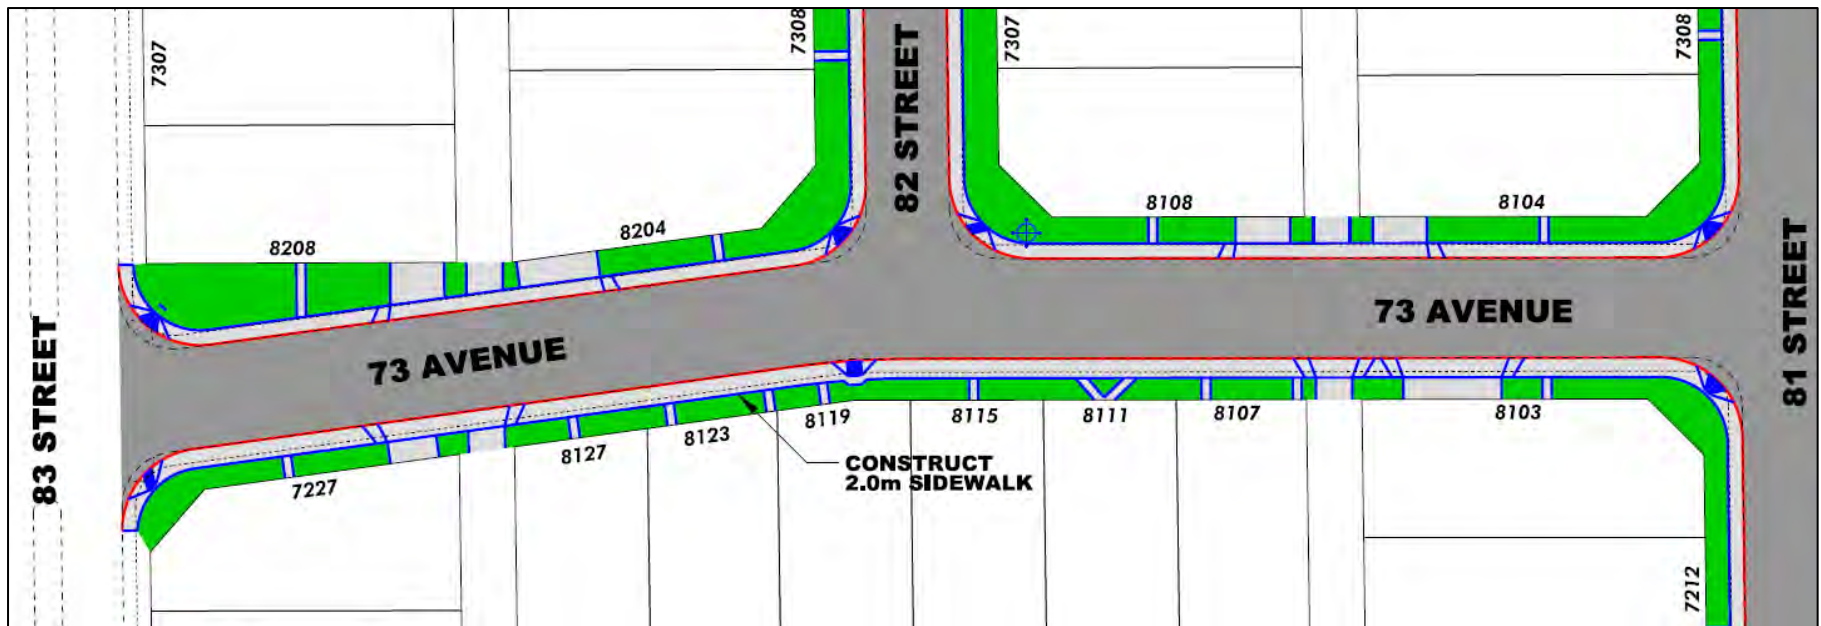 7307
7308
82 STREET
7307
7308
8208
8204
8108
8104
73 AVENUE
73 AVENUE
83 STREET
81 STREET
7227
8127
8123
8119
8115
8111
8107
8103
CONSTRUCT
2.0m SIDEWALK
7212